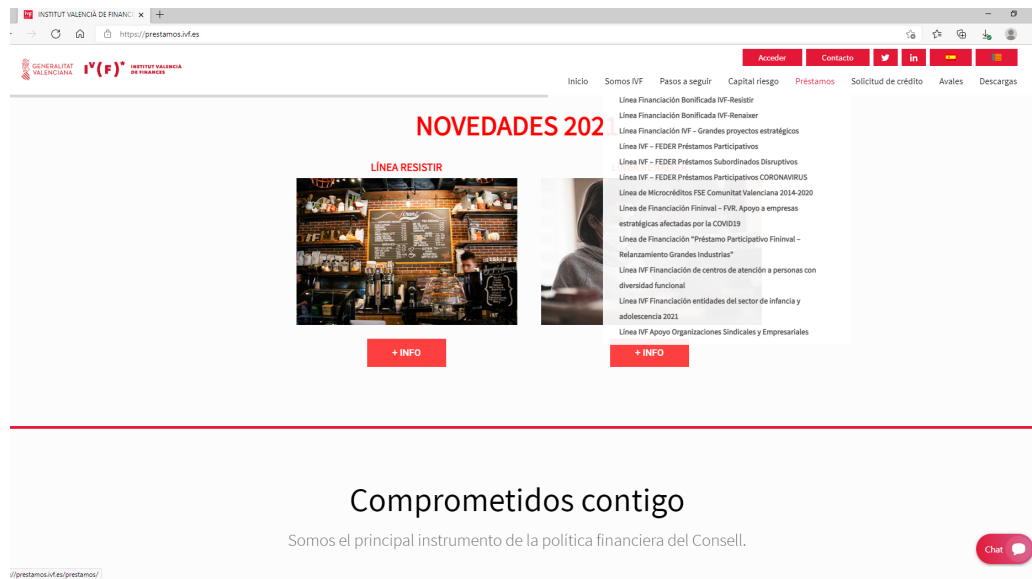 INSTITUT VALENCIÀ DE FINANC
https://prestamos.ivf.es
GENERALITAT
VALENCIANA
IV(F)*
INSTITUT VALENCIÀ
DE FINANCES
Acceder
Contacto
Inicio
Somos IVF
Pasos a seguir
Capital riesgo
Préstamos
Solicitud de crédito
Avales
Descargas
NOVEDADES 2021
LÍNEA RESISTIR
+ INFO
Línea Financiación Bonificada IVF-Resistir
Línea Financiación Bonificada IVF-Renaixer
Línea Financiación IVF – Grandes proyectos estratégicos
Línea IVF – FEDER Préstamos Participativos
Línea IVF – FEDER Préstamos Subordinados Disruptivos
Línea IVF – FEDER Préstamos Participativos CORONAVIRUS
Línea de Microcréditos FSE Comunitat Valenciana 2014-2020
Línea de Financiación Fininval – FVR. Apoyo a empresas
estratégicas afectadas por la COVID19
Línea de Financiación "Préstamo Participativo Fininval –
Relanzamiento Grandes Industrias"
Línea IVF Financiación de centros de atención a personas con
diversidad funcional
Línea IVF Financiación entidades del sector de infancia y
adolescencia 2021
Línea IVF Apoyo Organizaciones Sindicales y Empresariales
+ INFO
Comprometidos contigo
Somos el principal instrumento de la política financiera del Consell.
Chat
://prestamos.ivf.es/prestamos/